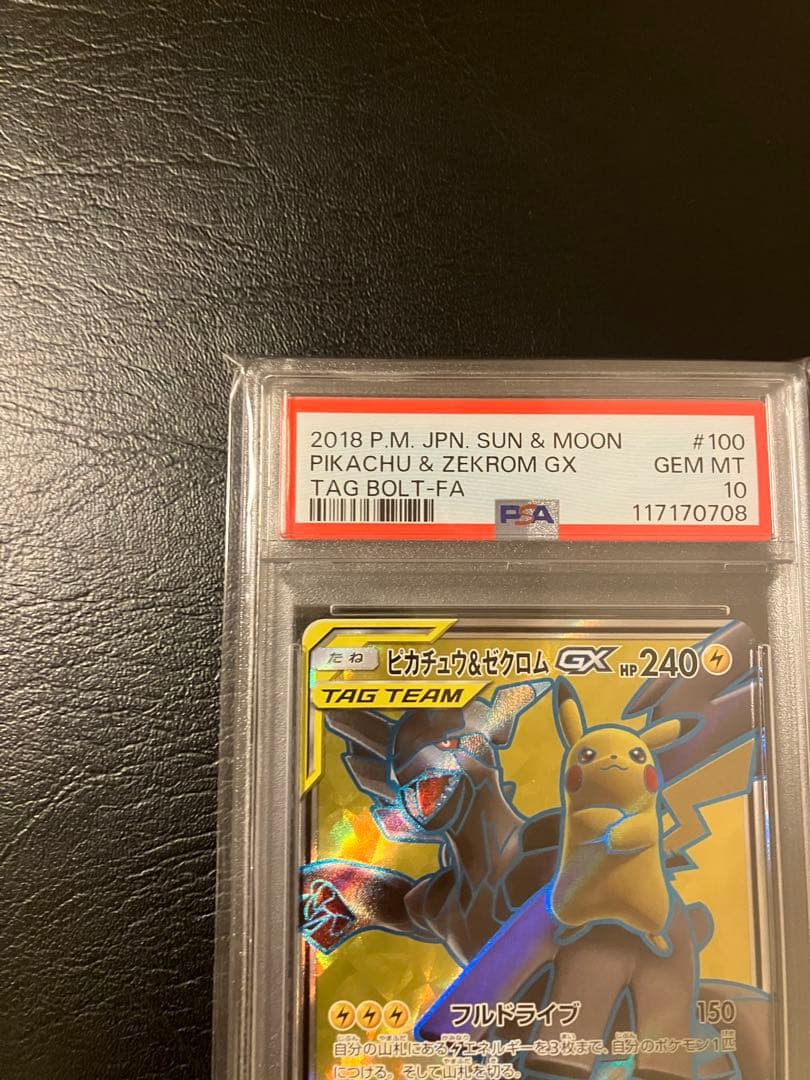 2018 P.M. JPN. SUN & MOON #100
PIKACHU & ZEKROM GX GEM MT
TAG BOLT-FA 10
PSA 117170708
たね ピカチュウ&ゼクロム GX HP 240
TAG TEAM
フルドライブ 150
自分の山札にあるエネルギーを3枚まで、自分のポケモン1匹
につける。そして山札を切る。